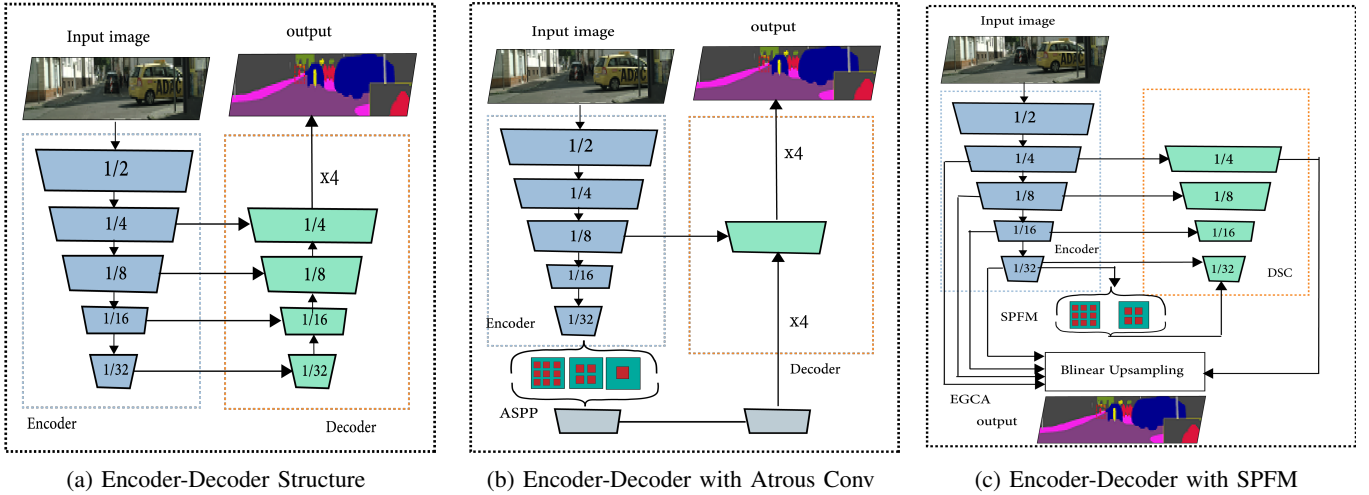 Input image
output
ADAC
1/2
x4
1/4
1/4
1/8
1/8
1/16
1/16
1/32
1/32
Encoder
Decoder
(a) Encoder-Decoder Structure
Input image
output
ADAC
1/2
x4
1/4
1/8
1/16
Encoder
1/32
x4
Decoder
ASPP
(b) Encoder-Decoder with Atrous Conv
Input image
ADAC
1/2
1/4
1/4
1/8
1/8
1/16
1/16
Encoder
1/32
1/32
DSC
SPFM
Blinear Upsampling
EGCA
output
(c) Encoder-Decoder with SPFM